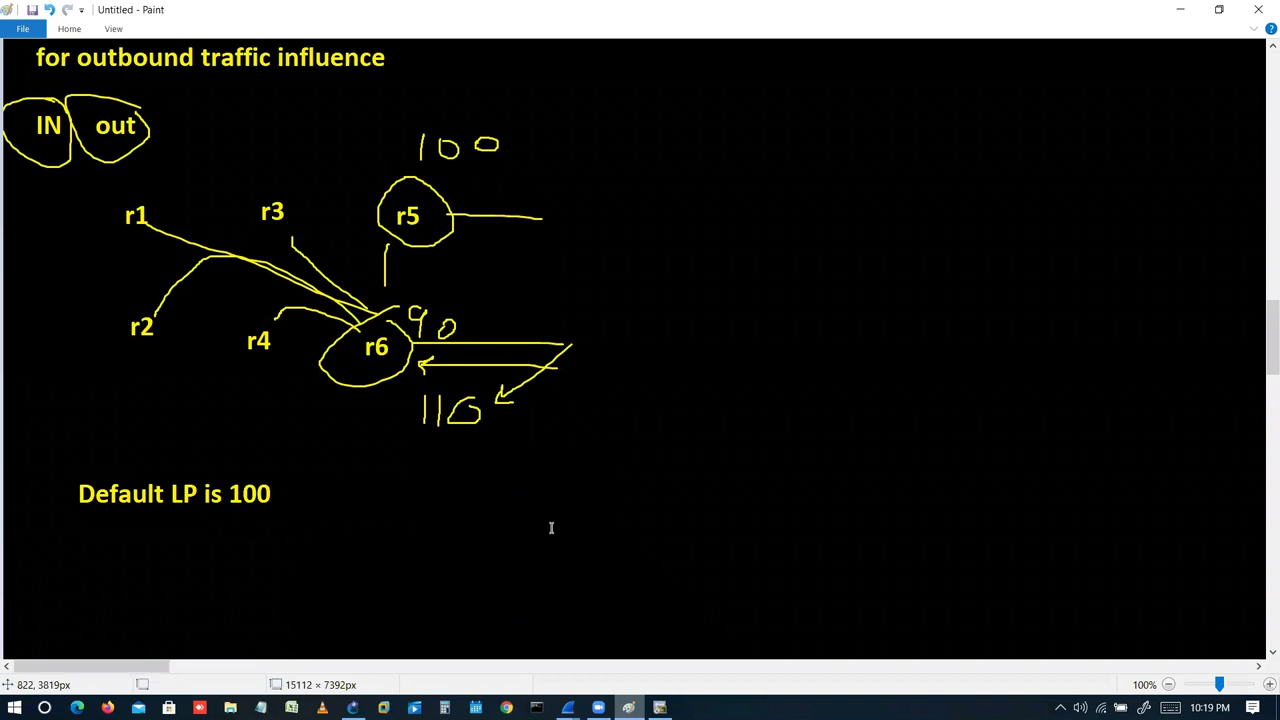 Untitled - Paint
File Home View
for outbound traffic influence
IN out
100
r1 r3 r5
90
r2 r4 r6
110
Default LP is 100
822, 3819px 15112 × 7392px 100%
10:19 PM